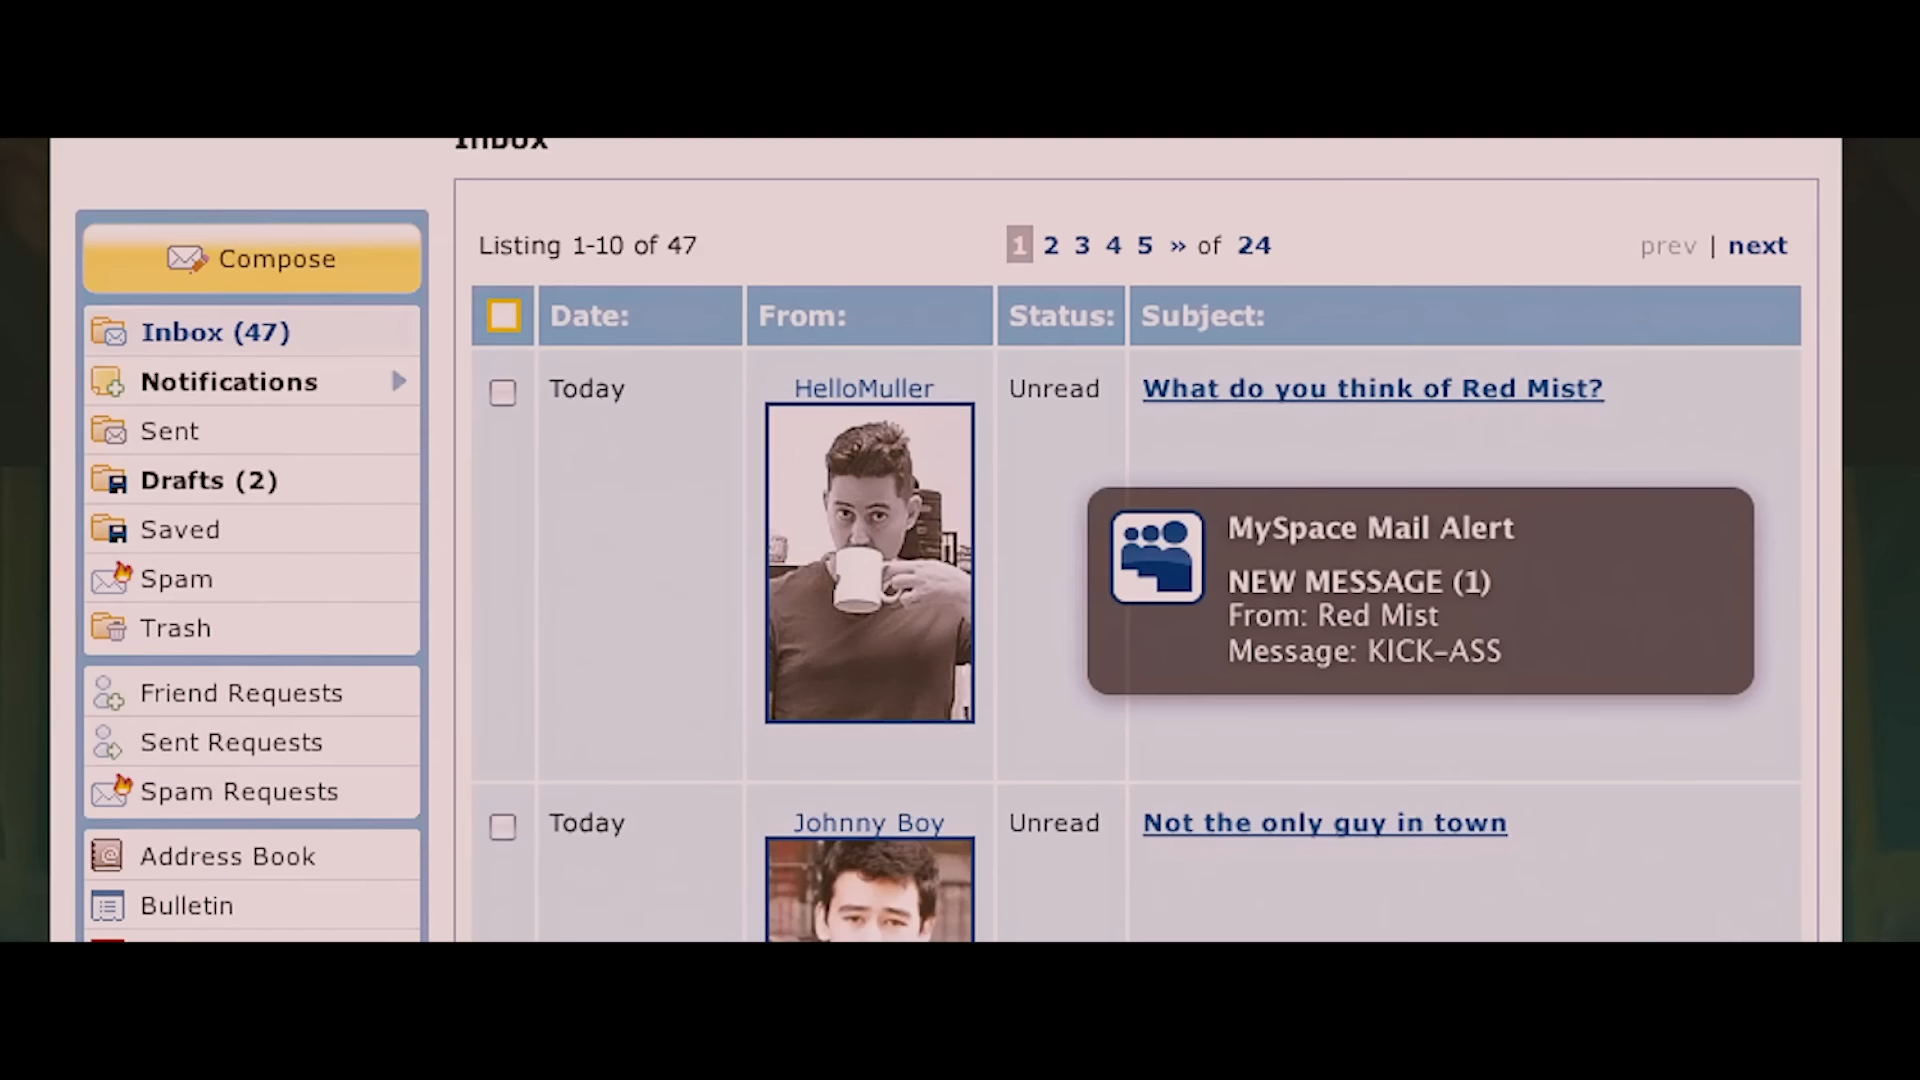 Inbox
Compose
Inbox (47)
Notifications
Sent
Drafts (2)
Saved
Spam
Trash
Friend Requests
Sent Requests
Spam Requests
Address Book
Bulletin
Listing 1-10 of 47
1 2 3 4 5 » of 24
prev | next
Date: From: Status: Subject:
Today HelloMuller Unread What do you think of Red Mist?
MySpace Mail Alert
NEW MESSAGE (1)
From: Red Mist
Message: KICK-ASS
Today Johnny Boy Unread Not the only guy in town